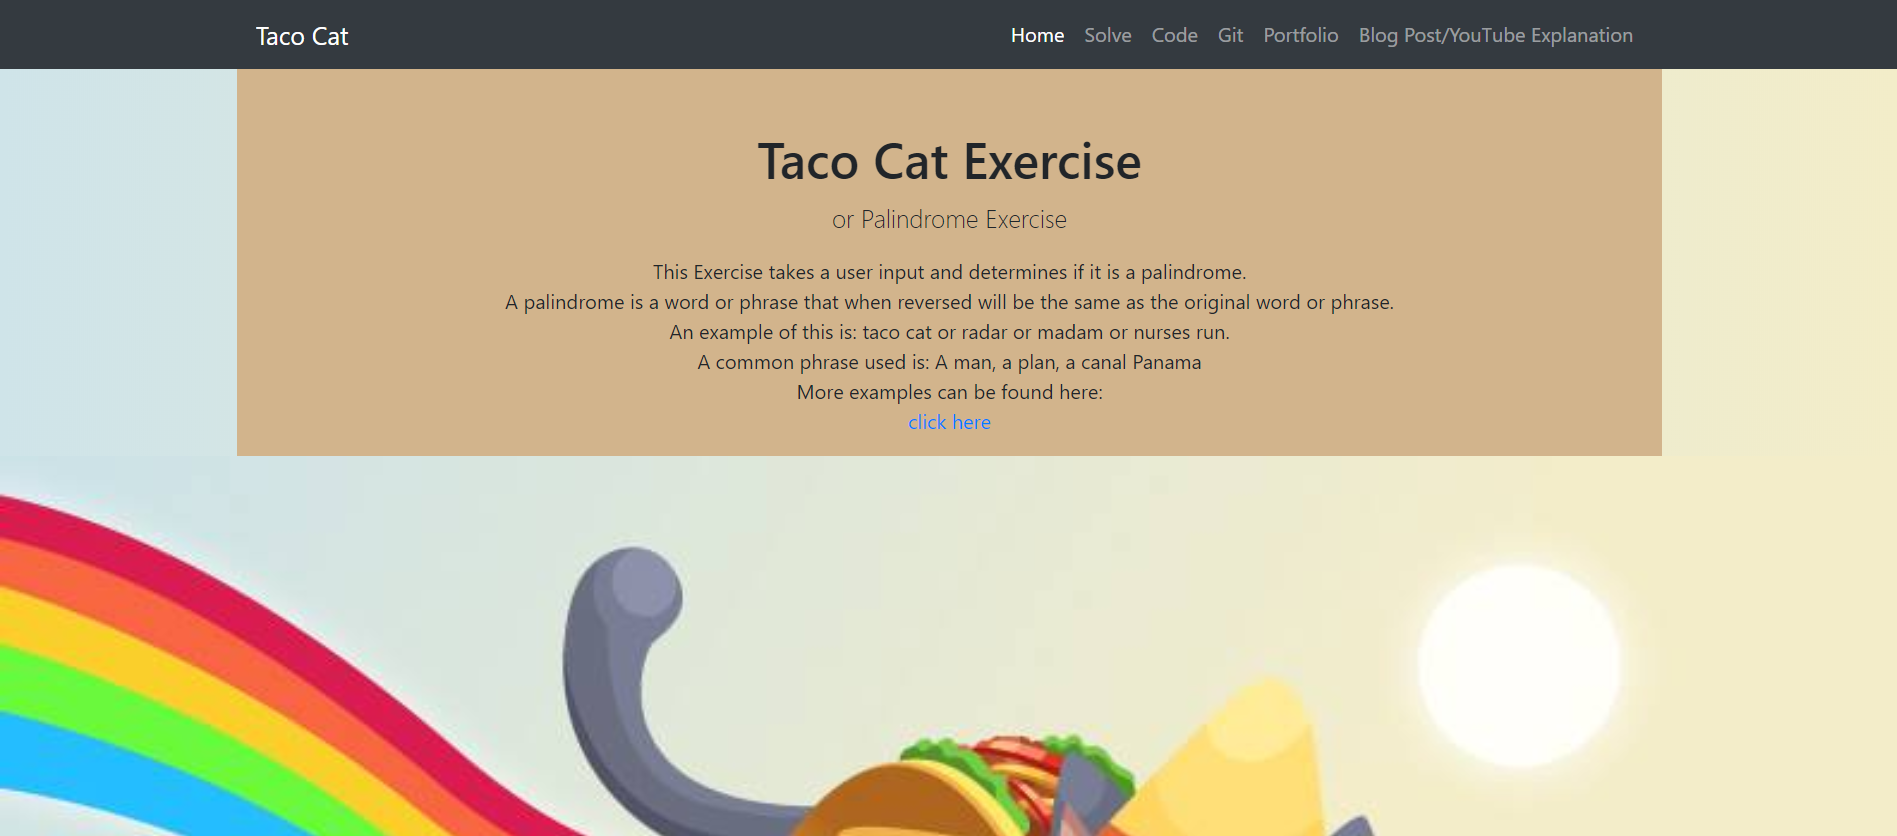 Taco Cat
Home Solve Code Git Portfolio Blog Post/YouTube Explanation
Taco Cat Exercise
or Palindrome Exercise
This Exercise takes a user input and determines if it is a palindrome.
A palindrome is a word or phrase that when reversed will be the same as the original word or phrase.
An example of this is: taco cat or radar or madam or nurses run.
A common phrase used is: A man, a plan, a canal Panama
More examples can be found here:
click here